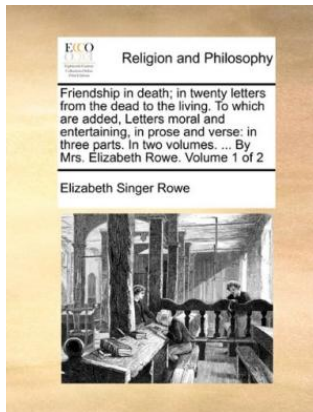 ECCO
Religion and Philosophy
Friendship in death; in twenty letters
from the dead to the living. To which
are added, Letters moral and
entertaining, in prose and verse: in
three parts. In two volumes. ... By
Mrs. Elizabeth Rowe. Volume 1 of 2
Elizabeth Singer Rowe